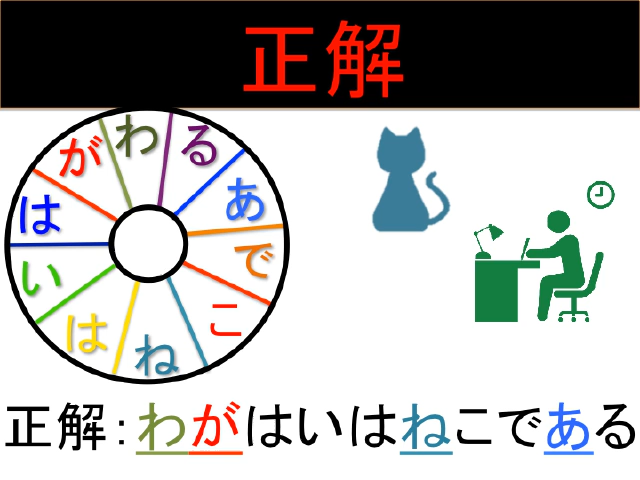 正解
わ
る
あ
で
こ
ね
は
い
は
が
正解:わがはいはねこである